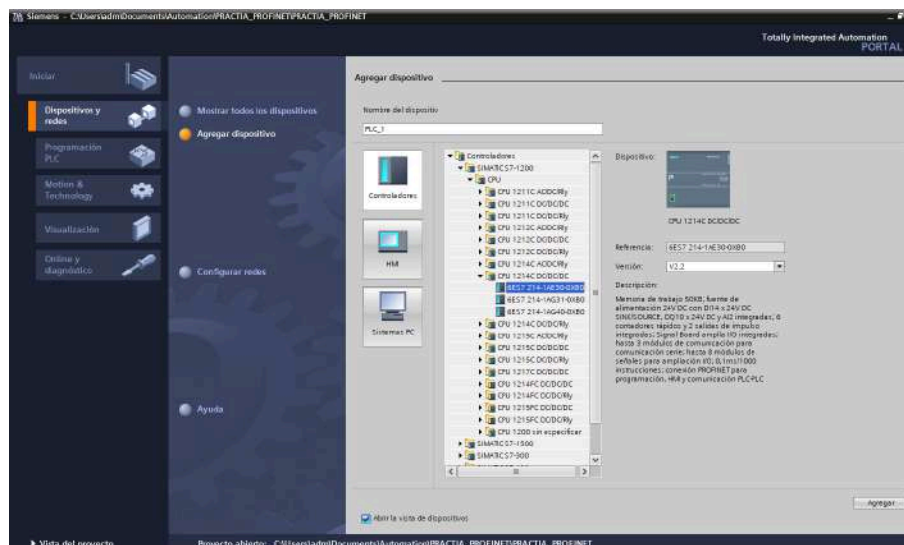 Siemens - C:\Users\adm\Documents\Automation\PRACTIA_PROFINET\PRACTIA_PROFINET
Totally Integrated Automation
PORTAL
Iniciar
Dispositivos y
redes
Programación
PLC
Motion &
Technology
Visualización
Online y
diagnóstico
Mostrar todos los dispositivos
Agregar dispositivo
Configurar redes
Ayuda
Agregar dispositivo
Nombre del dispositivo
PLC_1
Controladores
HMI
Sistemas PC
Controladores
SIMATIC S7-1200
CPU
CPU 1211C AC/DC/Rly
CPU 1211C DC/DC/DC
CPU 1211C DC/DC/Rly
CPU 1212C AC/DC/Rly
CPU 1212C DC/DC/DC
CPU 1212C DC/DC/Rly
CPU 1214C AC/DC/Rly
CPU 1214C DC/DC/DC
6ES7 214-1AE30-0XB0
6ES7 214-1AG31-0XB0
6ES7 214-1AG40-0XB0
CPU 1214C DC/DC/Rly
CPU 1215C AC/DC/Rly
CPU 1215C DC/DC/DC
CPU 1215C DC/DC/Rly
CPU 1217C DC/DC/DC
CPU 1214FC DC/DC/DC
CPU 1214FC DC/DC/Rly
CPU 1215FC DC/DC/DC
CPU 1215FC DC/DC/Rly
CPU 1200 sin especificar
SIMATIC S7-1500
SIMATIC S7-300
Dispositivo:
CPU 1214C DC/DC/DC
Referencia: 6ES7 214-1AE30-0XB0
Versión: V2.2
Descripción:
Memoria de trabajo 50KB; fuente de
alimentación 24V DC con DI14 x 24V DC
SINK/SOURCE, DQ10 x 24V DC y AI2 integradas; 6
contadores rápidos y 2 salidas de impulso
integradas; Signal Board amplía I/O integradas;
hasta 3 módulos de comunicación para
comunicación serie; hasta 8 módulos de
señales para ampliación I/O; 0,1ms/1000
instrucciones; conexión PROFINET para
programación, HMI y comunicación PLC-PLC
Abrir la vista de dispositivos
Agregar
Vista del proyecto
Proyecto abierto: C:\Users\adm\Documents\Automation\PRACTIA_PROFINET\PRACTIA_PROFINET